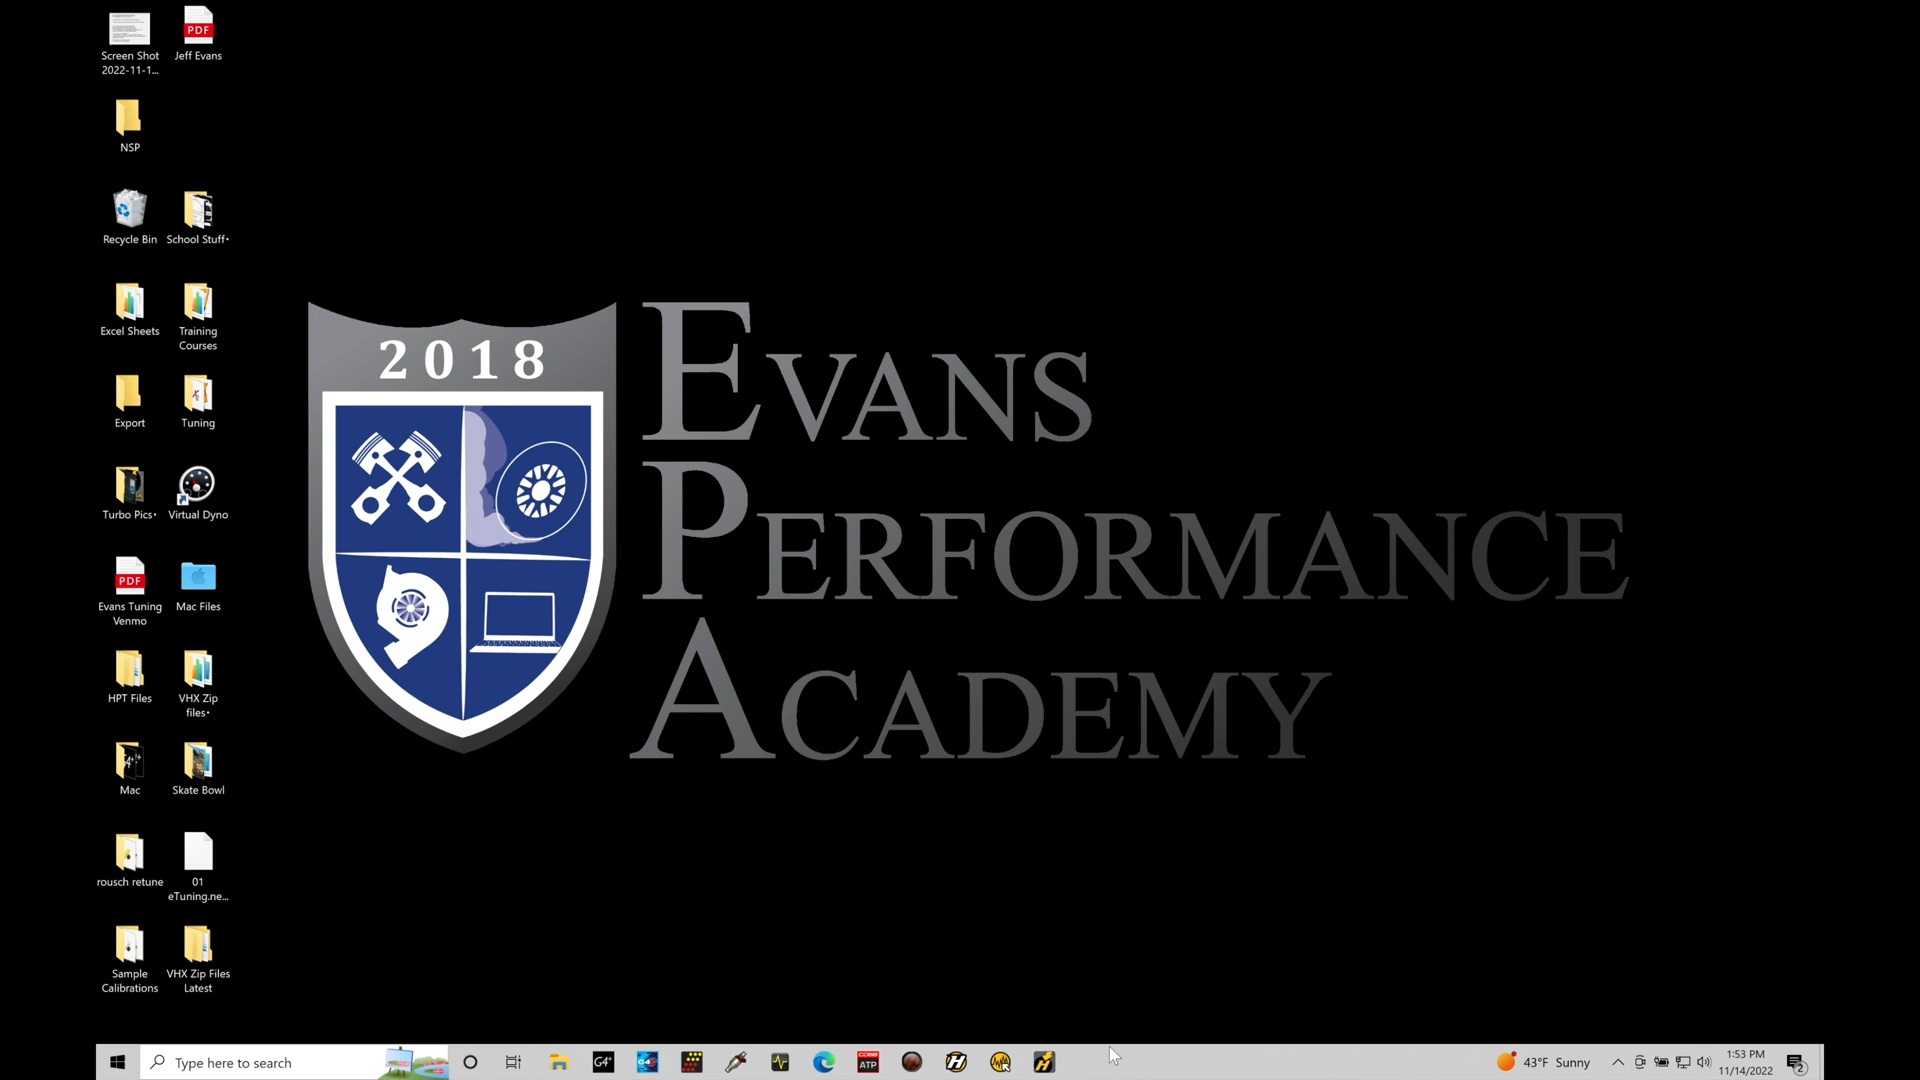 Screen Shot
2022-11-1...
PDF
Jeff Evans
NSP
Recycle Bin
School Stuff
Excel Sheets
Training
Courses
Export
Tuning
Turbo Pics
Virtual Dyno
PDF
Evans Tuning
Venmo
Mac Files
HPT Files
VHX Zip
files
Mac
Skate Bowl
rousch retune
01
eTuning.ne...
Sample
Calibrations
VHX Zip Files
Latest
2018
EVANS
PERFORMANCE
ACADEMY
Type here to search
G4+
COBB
ATP
43°F Sunny
1:53 PM
11/14/2022
2